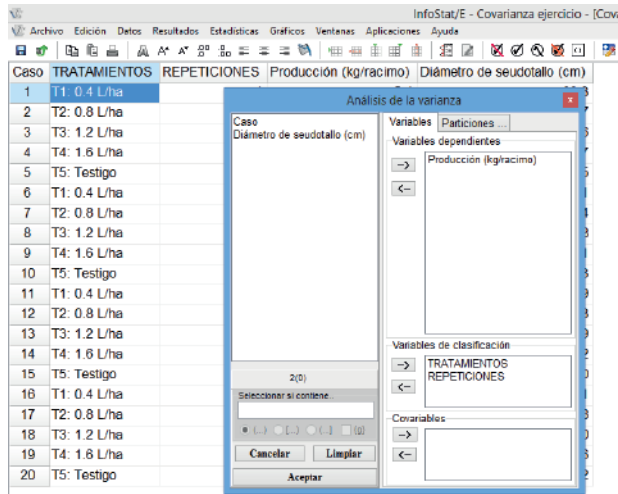 InfoStat/E - Covarianza ejercicio - [Cova
Archivo Edición Datos Resultados Estadísticas Gráficos Ventanas Aplicaciones Ayuda
Caso TRATAMIENTOS REPETICIONES Producción (kg/racimo) Diámetro de seudotallo (cm)
1 T1: 0.4 L/ha
2 T2: 0.8 L/ha
3 T3: 1.2 L/ha
4 T4: 1.6 L/ha
5 T5: Testigo
6 T1: 0.4 L/ha
7 T2: 0.8 L/ha
8 T3: 1.2 L/ha
9 T4: 1.6 L/ha
10 T5: Testigo
11 T1: 0.4 L/ha
12 T2: 0.8 L/ha
13 T3: 1.2 L/ha
14 T4: 1.6 L/ha
15 T5: Testigo
16 T1: 0.4 L/ha
17 T2: 0.8 L/ha
18 T3: 1.2 L/ha
19 T4: 1.6 L/ha
20 T5: Testigo
Análisis de la varianza
Caso
Diámetro de seudotallo (cm)
2(0)
Seleccionar si contiene...
(...) [...) (...] (g)
Cancelar Limpiar
Aceptar
Variables Particiones ...
Variables dependientes
-->
<--
Producción (kg/racimo)
Variables de clasificación
-->
<--
TRATAMIENTOS
REPETICIONES
Covariables
-->
<--